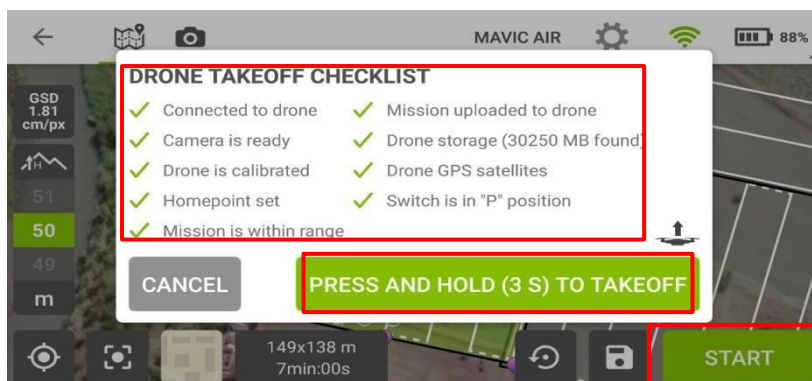 MAVIC AIR
88%
DRONE TAKEOFF CHECKLIST
GSD
1.81
cm/px
Connected to drone
Mission uploaded to drone
Camera is ready
Drone storage (30250 MB found)
Drone is calibrated
Drone GPS satellites
Homepoint set
Switch is in "P" position
Mission is within range
H
51
50
49
m
CANCEL
PRESS AND HOLD (3 S) TO TAKEOFF
149x138 m
7min:00s
START